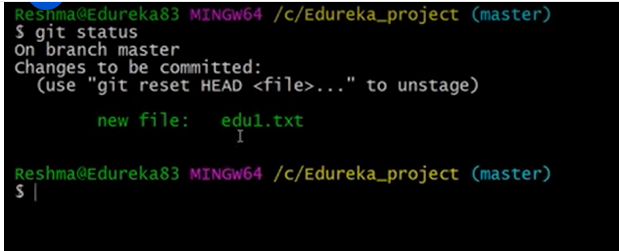 Reshma@Edureka83 MINGW64 /c/Edureka_project (master)
$ git status
On branch master
Changes to be committed:
  (use "git reset HEAD <file>..." to unstage)

        new file:   edu1.txt

Reshma@Edureka83 MINGW64 /c/Edureka_project (master)
$